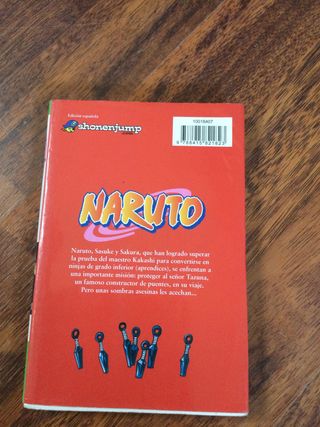 Edición española
shonenjump
10018407
9788415821823
NARUTO
Naruto, Sasuke y Sakura, que han logrado superar
la prueba del maestro Kakashi para convertirse en
ninjas de grado inferior (aprendices), se enfrentan a
una importante misión: proteger al señor Tazuna,
un famoso constructor de puentes, en su viaje.
Pero unas sombras asesinas les acechan...